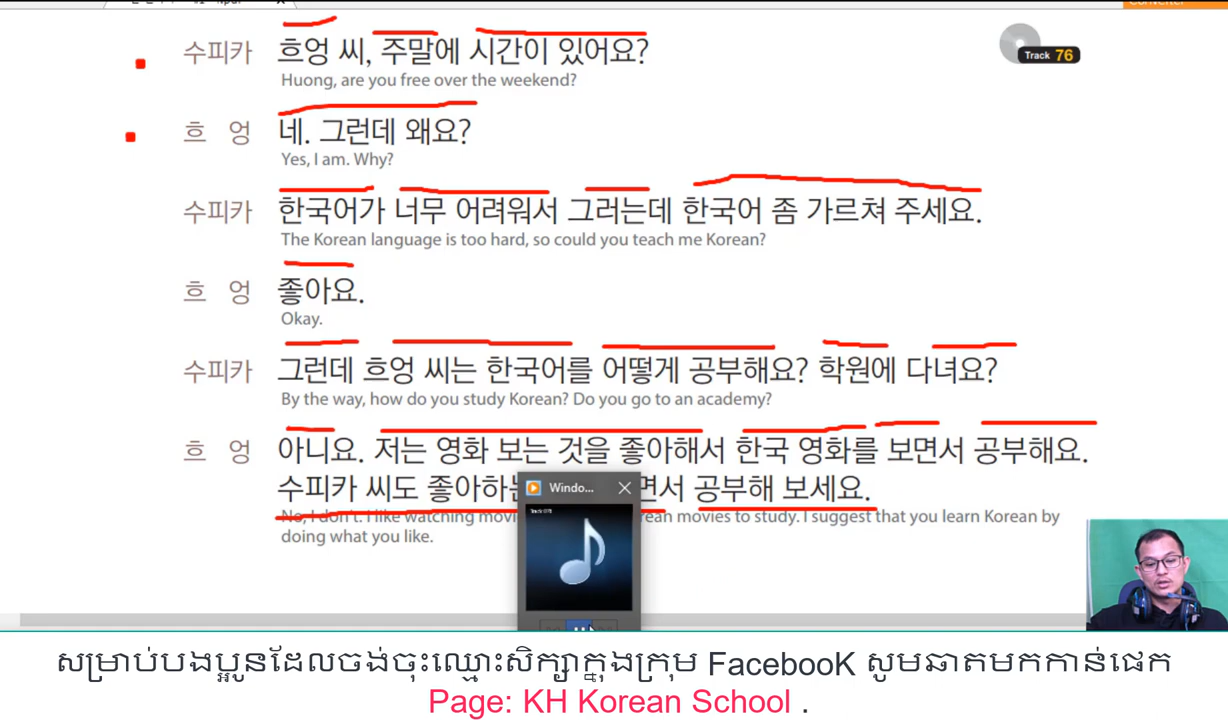 Converter
수피카 흐엉 씨, 주말에 시간이 있어요?
Track 76
Huong, are you free over the weekend?
흐 엉 네. 그런데 왜요?
Yes, I am. Why?
수피카 한국어가 너무 어려워서 그러는데 한국어 좀 가르쳐 주세요.
The Korean language is too hard, so could you teach me Korean?
흐 엉 좋아요.
Okay.
수피카 그런데 흐엉 씨는 한국어를 어떻게 공부해요? 학원에 다녀요?
By the way, how do you study Korean? Do you go to an academy?
흐 엉 아니요. 저는 영화 보는 것을 좋아해서 한국 영화를 보면서 공부해요.
수피카 씨도 좋아하는 면서 공부해 보세요.
Windo...
No, I don't. I like watching movi rean movies to study. I suggest that you learn Korean by
doing what you like.
សម្រាប់បងប្អូនដែលចង់ចុះឈ្មោះសិក្សាក្នុងក្រុម FacebooK សូមឆាតមកកាន់ផេក
Page: KH Korean School .